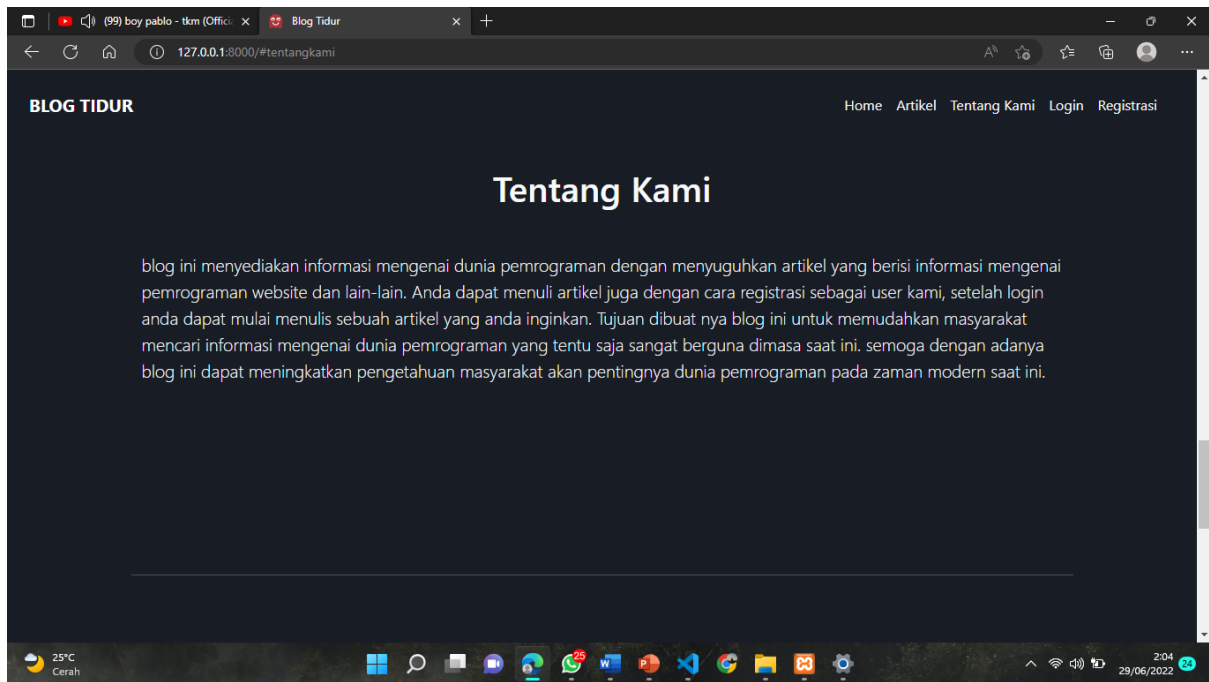 (99) boy pablo - tkm (Offici
Blog Tidur
127.0.0.1:8000/#tentangkami
BLOG TIDUR
Home Artikel Tentang Kami Login Registrasi
Tentang Kami
blog ini menyediakan informasi mengenai dunia pemrograman dengan menyuguhkan artikel yang berisi informasi mengenai
pemrograman website dan lain-lain. Anda dapat menuli artikel juga dengan cara registrasi sebagai user kami, setelah login
anda dapat mulai menulis sebuah artikel yang anda inginkan. Tujuan dibuat nya blog ini untuk memudahkan masyarakat
mencari informasi mengenai dunia pemrograman yang tentu saja sangat berguna dimasa saat ini. semoga dengan adanya
blog ini dapat meningkatkan pengetahuan masyarakat akan pentingnya dunia pemrograman pada zaman modern saat ini.
25°C
Cerah
25
2:04
29/06/2022
24